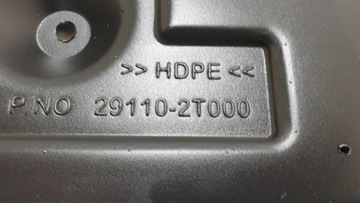 >> HDPE <<
P.NO 29110-2T000